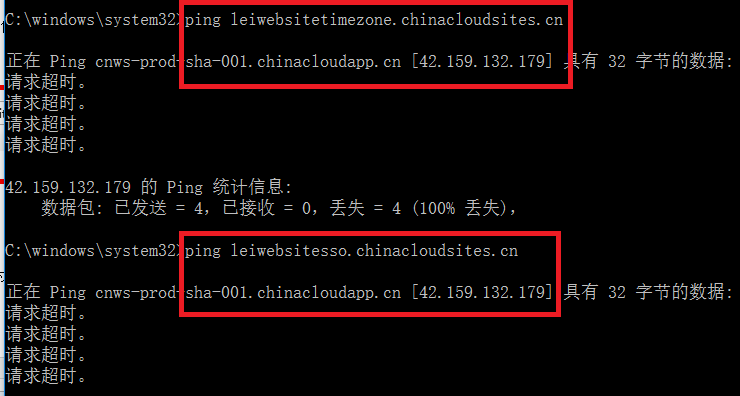 C:\windows\system32>ping leiwebsitetimezone.chinacloudsites.cn
正在 Ping cnws-prod-sha-001.chinacloudapp.cn [42.159.132.179] 具有 32 字节的数据:
请求超时。
请求超时。
请求超时。
请求超时。
42.159.132.179 的 Ping 统计信息:
数据包: 已发送 = 4，已接收 = 0，丢失 = 4 (100% 丢失)，
C:\windows\system32>ping leiwebsitesso.chinacloudsites.cn
正在 Ping cnws-prod-sha-001.chinacloudapp.cn [42.159.132.179] 具有 32 字节的数据:
请求超时。
请求超时。
请求超时。
请求超时。